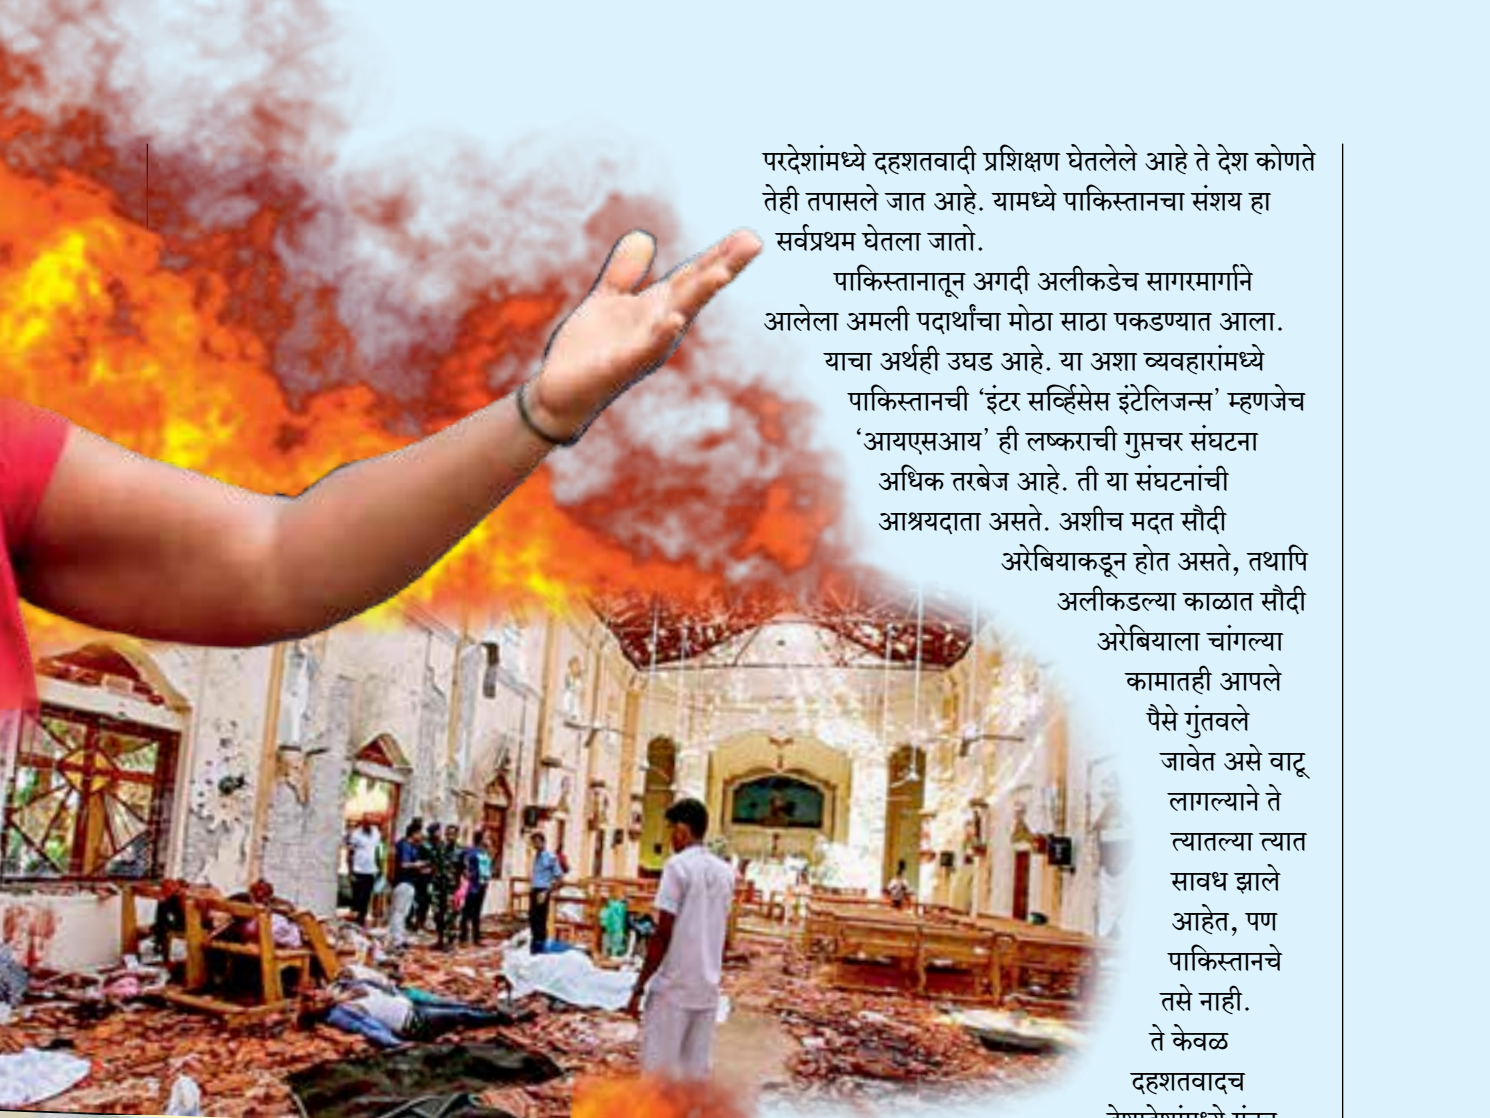 परदेशांमध्ये दहशतवादी प्रशिक्षण घेतलेले आहे ते देश कोणते
तेही तपासले जात आहे. यामध्ये पाकिस्तानचा संशय हा
सर्वप्रथम घेतला जातो.
पाकिस्तानातून अगदी अलीकडेच सागरमार्गाने
आलेला अमली पदार्थांचा मोठा साठा पकडण्यात आला.
याचा अर्थही उघड आहे. या अशा व्यवहारांमध्ये
पाकिस्तानची ‘इंटर सर्व्हिसेस इंटेलिजन्स’ म्हणजेच
‘आयएसआय’ ही लष्कराची गुप्तचर संघटना
अधिक तरबेज आहे. ती या संघटनांची
आश्रयदाता असते. अशीच मदत सौदी
अरेबियाकडून होत असते, तथापि
अलीकडल्या काळात सौदी
अरेबियाला चांगल्या
कामातही आपले
पैसे गुंतवले
जावेत असे वाटू
लागल्याने ते
त्यातल्या त्यात
सावध झाले
आहेत, पण
पाकिस्तानचे
तसे नाही.
ते केवळ
दहशतवादच